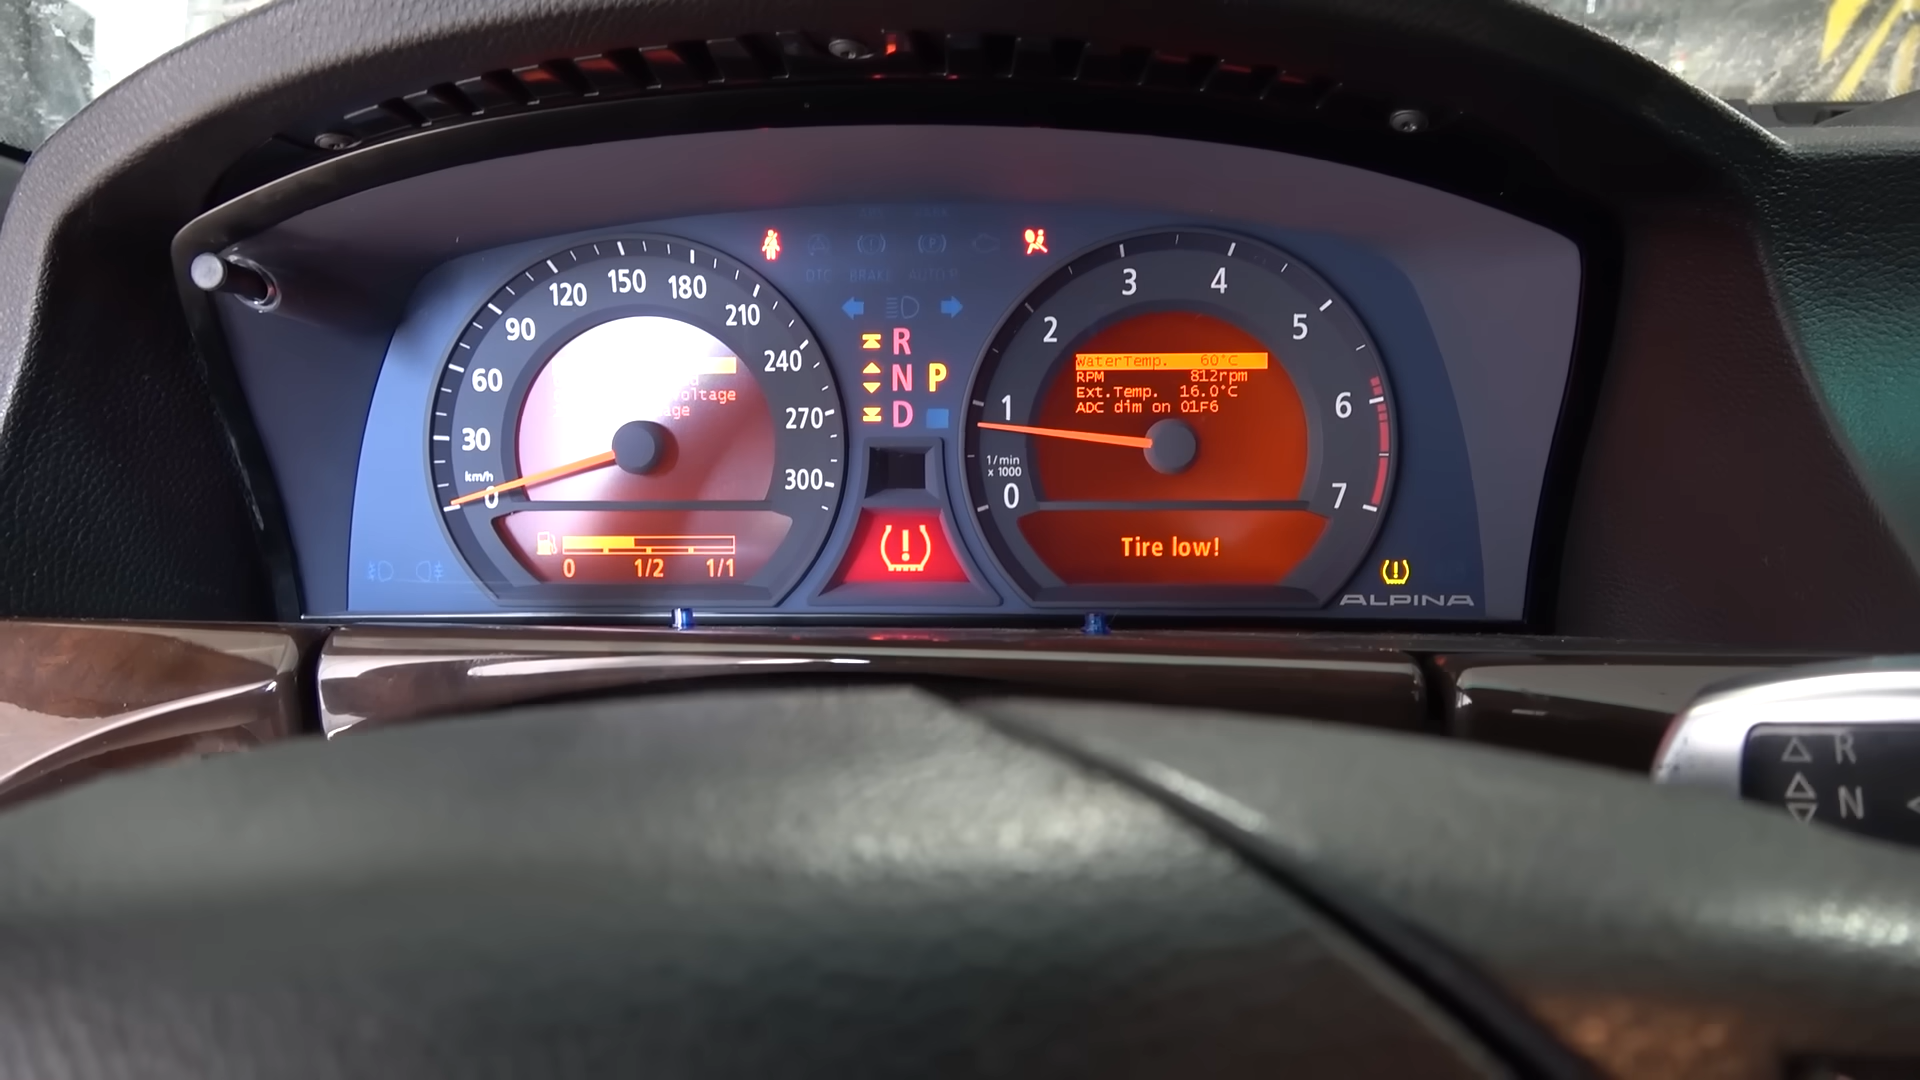 0
30
60
90
120
150
180
210
240
270
300
km/h
oltage
age
0 1/2 1/1
DTC BRAKE
R
N P
D
0
1
2
3
4
5
6
7
1/min
x 1000
WaterTemp. 60°C
RPM 812rpm
Ext.Temp. 16.0°C
ADC dim on 01F6
Tire low!
ALPINA
R
N